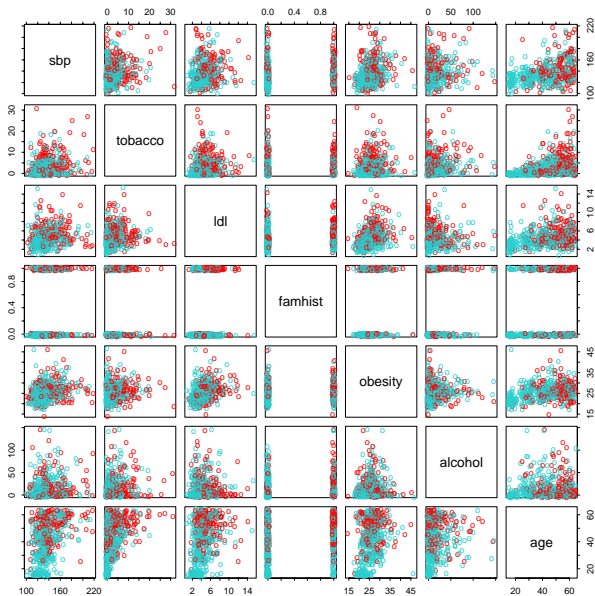 0 10 20 30 0.0 0.4 0.8 0 50 100
sbp 100 140 180 220
0 10 20 30 tobacco
ldl 2 6 10 14
0.0 0.4 0.8 famhist
obesity 15 25 35 45
0 50 100 alcohol
age 20 40 60
100 160 220 2 6 10 14 15 25 35 45 20 40 60